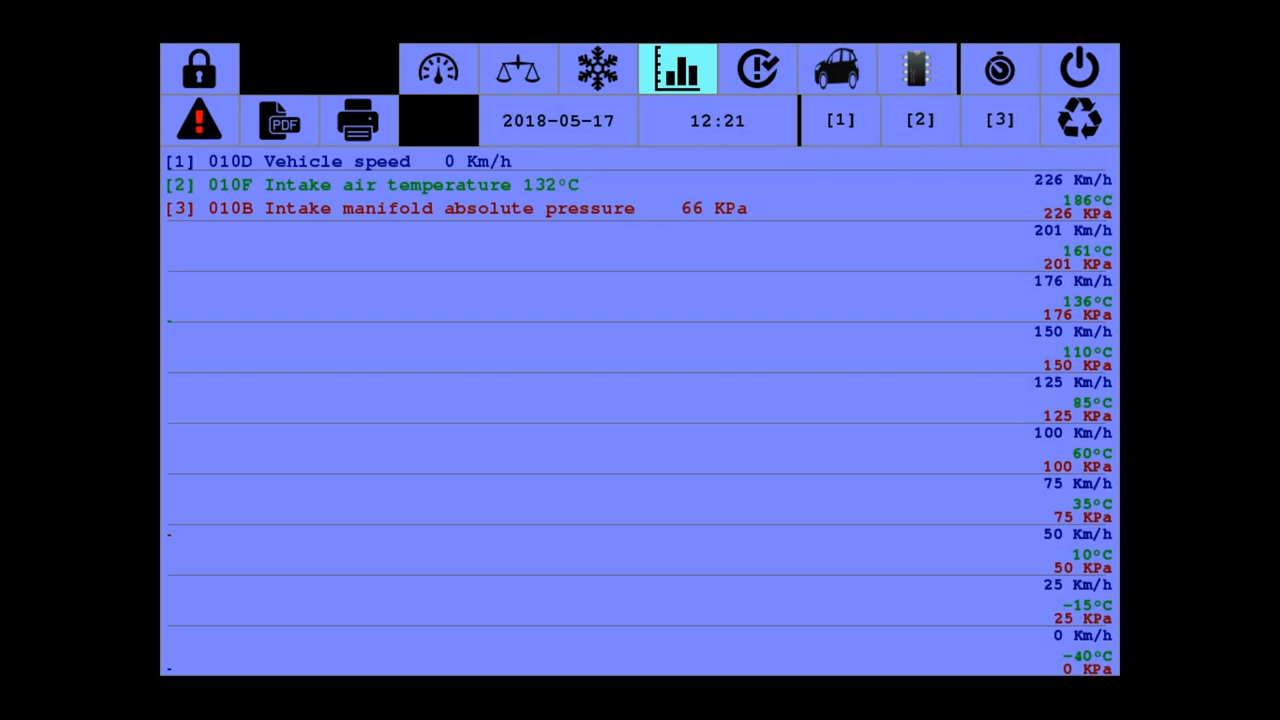 PDF
2018-05-17 12:21 [1] [2] [3]
[1] 010D Vehicle speed 0 Km/h
[2] 010F Intake air temperature 132°C
[3] 010B Intake manifold absolute pressure 66 KPa
226 Km/h
186°C
226 KPa
201 Km/h
161°C
201 KPa
176 Km/h
136°C
176 KPa
150 Km/h
110°C
150 KPa
125 Km/h
85°C
125 KPa
100 Km/h
60°C
100 KPa
75 Km/h
35°C
75 KPa
50 Km/h
10°C
50 KPa
25 Km/h
-15°C
25 KPa
0 Km/h
-40°C
0 KPa